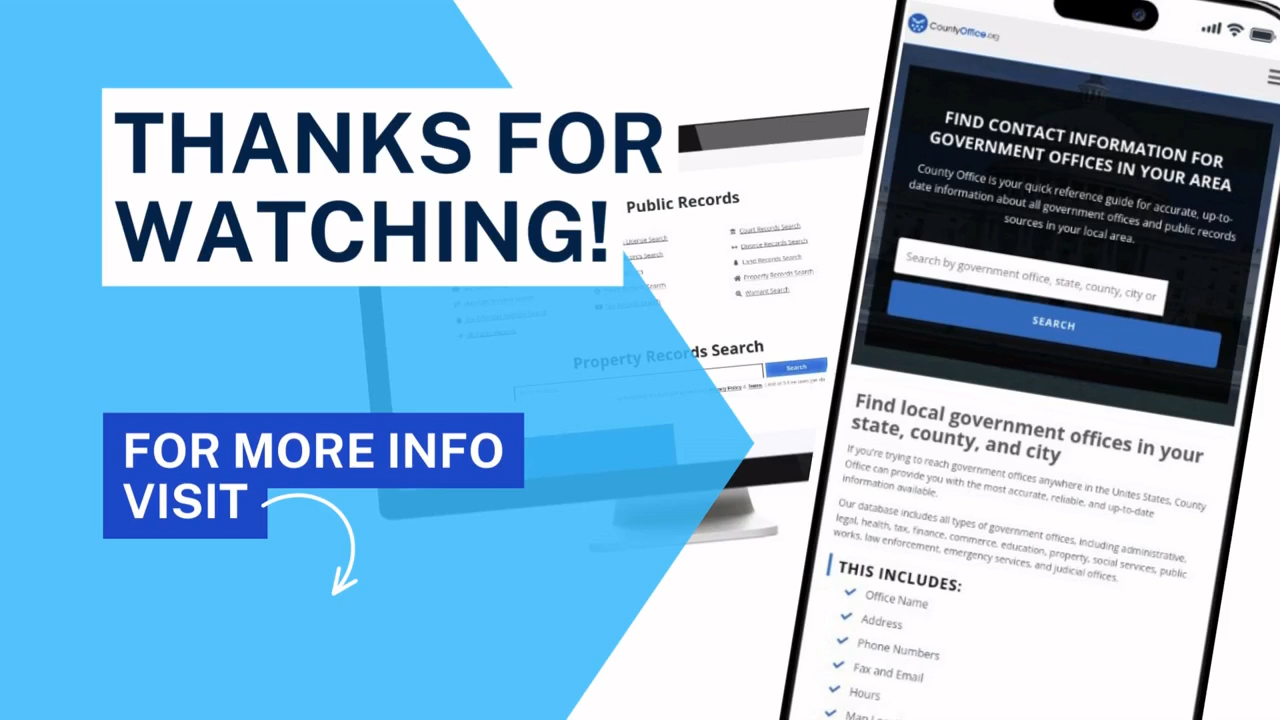 THANKS FOR
WATCHING!
FOR MORE INFO
VISIT
Public Records
License Search
Court Records Search
Divorce Records Search
Land Records Search
Property Records Search
Warrant Search
Property Records Search
Search
CountyOffice.org
FIND CONTACT INFORMATION FOR
GOVERNMENT OFFICES IN YOUR AREA
County Office is your quick reference guide for accurate, up-to-
date information about all government offices and public records
sources in your local area.
Search by government office, state, county, city or
SEARCH
Find local government offices in your
state, county, and city
If you're trying to reach government offices anywhere in the Unites States, County
Office can provide you with the most accurate, reliable, and up-to-date
information available.
Our database includes all types of government offices, including administrative,
legal, health, tax, finance, commerce, education, property, social services, public
works, law enforcement, emergency services, and judicial offices.
THIS INCLUDES:
Office Name
Address
Phone Numbers
Fax and Email
Hours